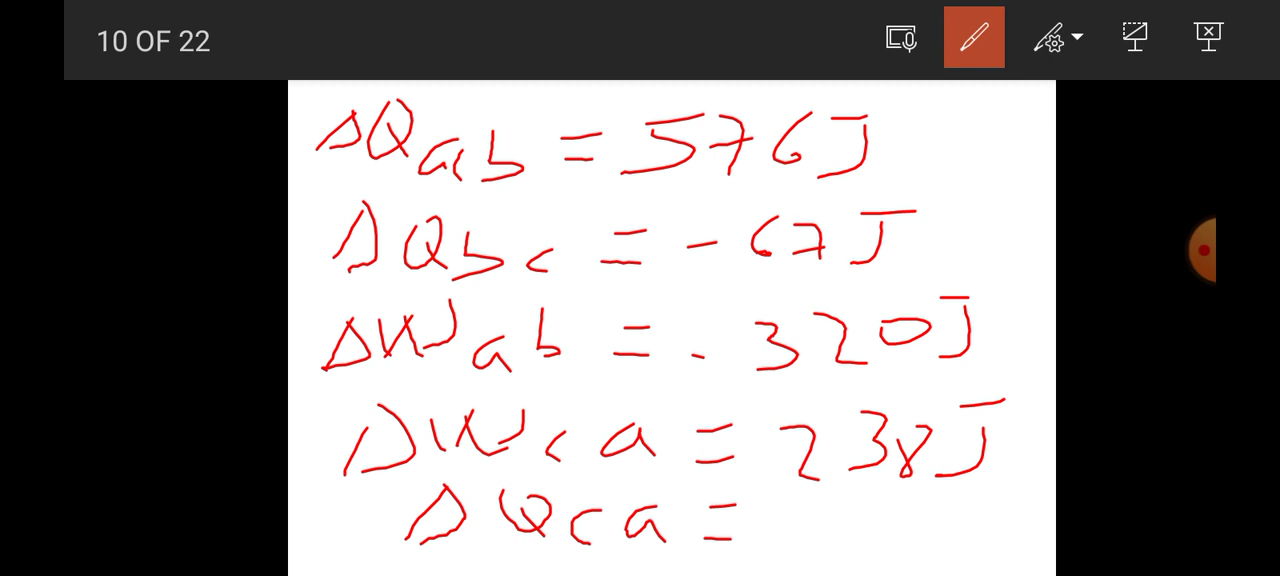 10 OF 22
ΔQab = 576J
ΔQbc = - 67J
ΔWab = - 320J
ΔWca = 238J
ΔQca =